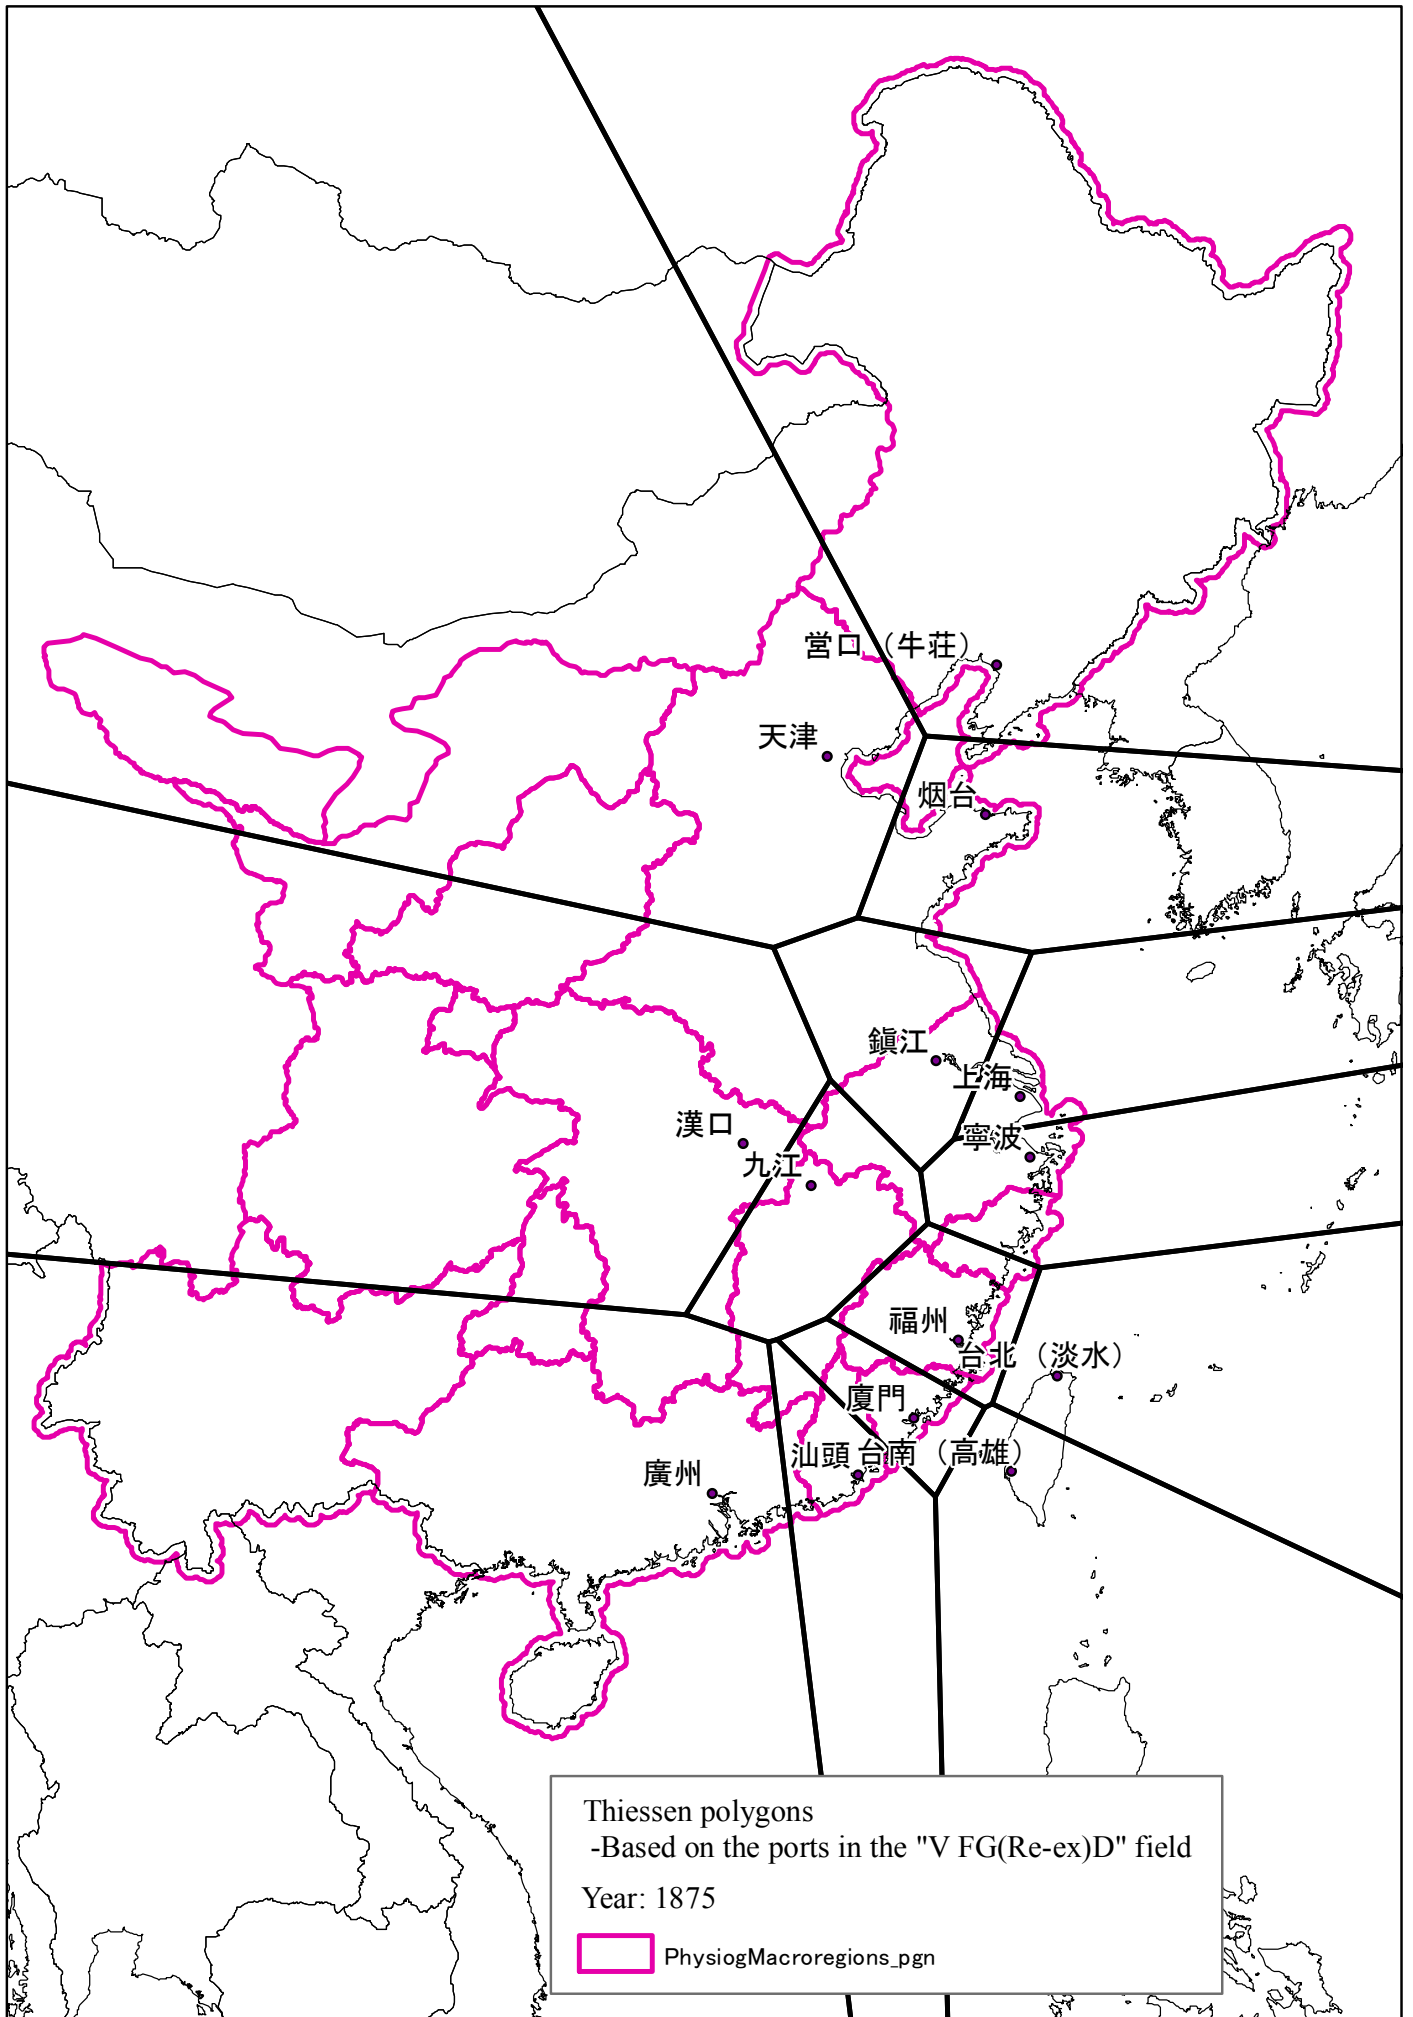 営口（牛荘）
天津
烟台
鎮江
上海
漢口
寧波
九江
福州
台北（淡水）
廈門
汕頭
台南（高雄）
廣州
Thiessen polygons
-Based on the ports in the "V FG(Re-ex)D" field
Year: 1875
PhysiogMacroregions_pgn